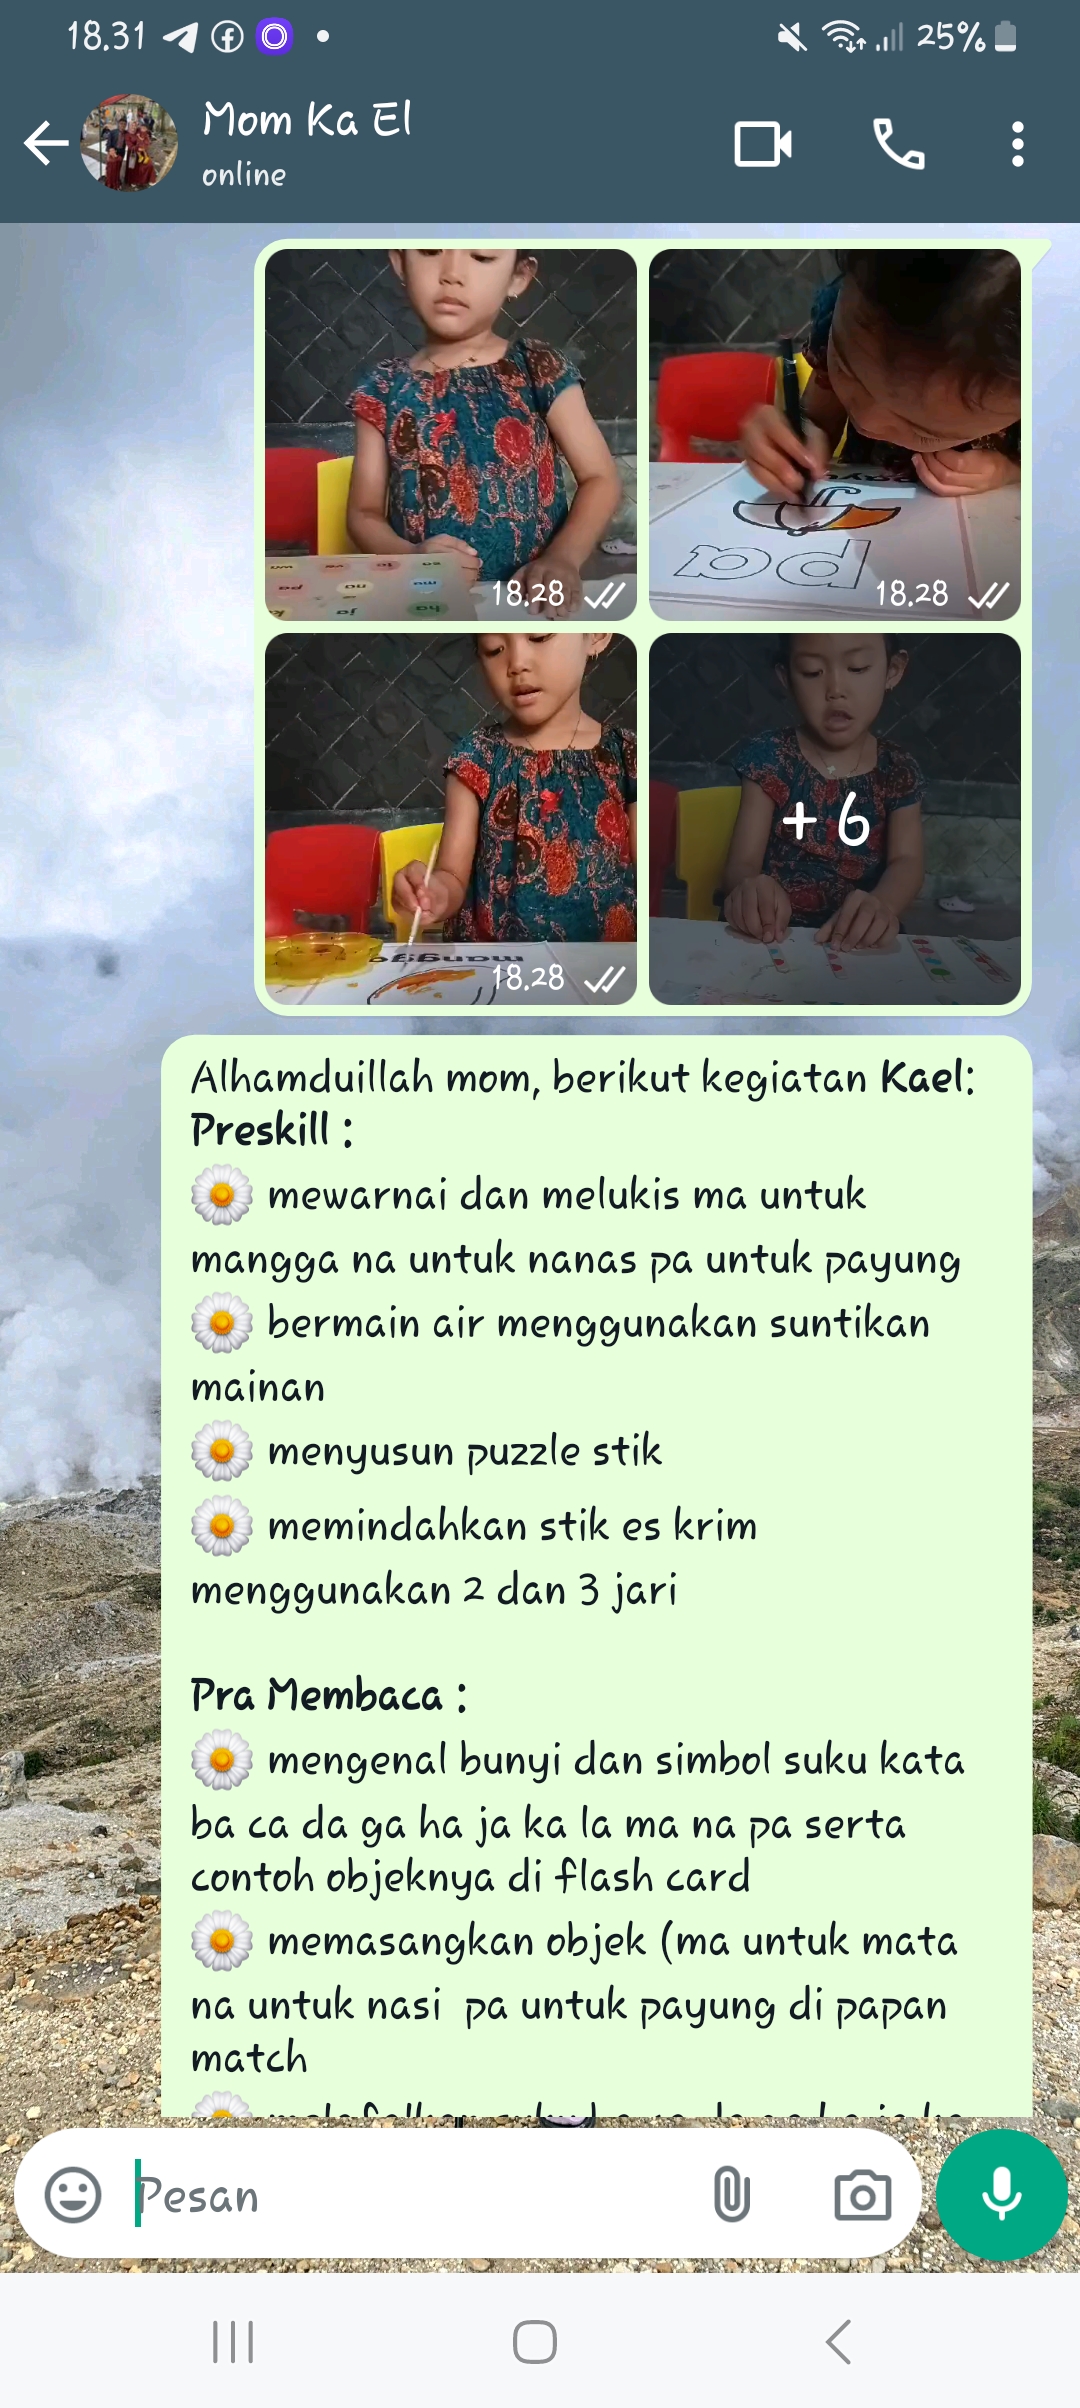 18.31
25%
Mom Ka El
online
18.28
18.28
18.28
+ 6
pa
Alhamduillah mom, berikut kegiatan Kael:
Preskill :
🌼 mewarnai dan melukis ma untuk
mangga na untuk nanas pa untuk payung
🌼 bermain air menggunakan suntikan
mainan
🌼 menyusun puzzle stik
🌼 memindahkan stik es krim
menggunakan 2 dan 3 jari
Pra Membaca :
🌼 mengenal bunyi dan simbol suku kata
ba ca da ga ha ja ka la ma na pa serta
contoh objeknya di flash card
🌼 memasangkan objek (ma untuk mata
na untuk nasi  pa untuk payung di papan
match
Pesan